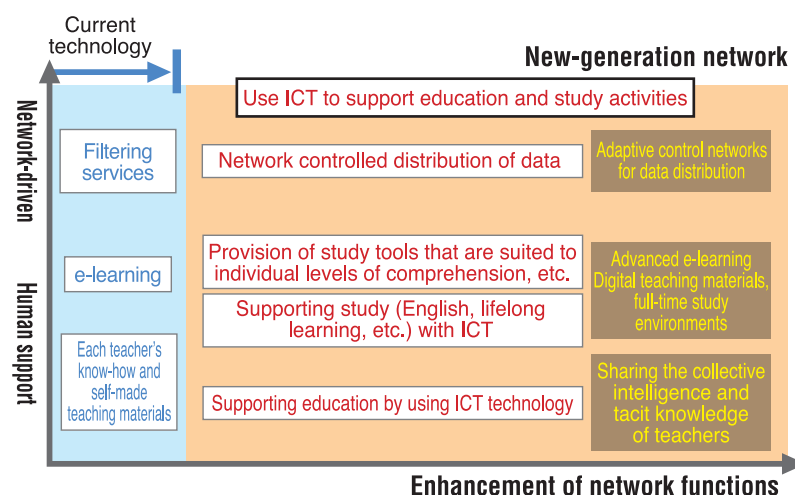 Current
technology
New-generation network
Use ICT to support education and study activities
Network-driven
Filtering
services
Network controlled distribution of data
Adaptive control networks
for data distribution
Human support
e-learning
Provision of study tools that are suited to
individual levels of comprehension, etc.
Supporting study (English, lifelong
learning, etc.) with ICT
Advanced e-learning
Digital teaching materials,
full-time study
environments
Each teacher's
know-how and
self-made
teaching materials
Supporting education by using ICT technology
Sharing the collective
intelligence and
tacit knowledge
of teachers
Enhancement of network functions